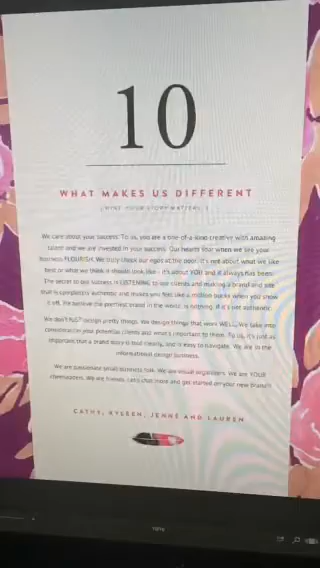 10
WHAT MAKES US DIFFERENT
We care about your success. To us, you are a one-of-a-kind creative with amazing
talent and we are invested in your success. Our hearts soar when we see your
business FLOURISH. We truly check our egos at the door. It's not about what we like
best or what we think it should look like - it's about YOU and it always has been.
The secret to our success is LISTENING to our clients and making a brand and site
that is completely authentic and makes you feel like a million bucks when you show
it off. We believe the prettiest brand in the world is nothing if it's not authentic.
We don't JUST design pretty things. We design things that work WELL. We take into
consideration your potential clients and what's important to them. To us, it's just as
important that a brand story is told clearly, and is easy to navigate. We are in the
informational design business.
We are passionate small business folk. We are visual organizers. We are YOUR
cheerleaders. We are friends. Let's chat more and get started on your new brand!
CATHY, KYLEEN, JENNÉ AND LAUREN